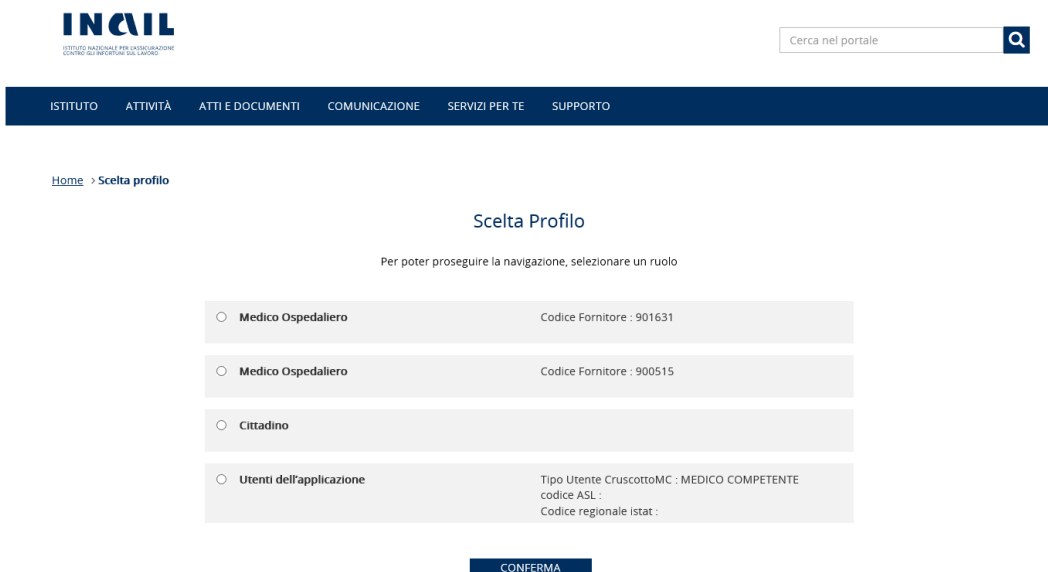 INAIL
ISTITUTO NAZIONALE PER L'ASSICURAZIONE
CONTRO GLI INFORTUNI SUL LAVORO
Cerca nel portale
ISTITUTO ATTIVITÀ ATTI E DOCUMENTI COMUNICAZIONE SERVIZI PER TE SUPPORTO
Home > Scelta profilo
Scelta Profilo
Per poter proseguire la navigazione, selezionare un ruolo
Medico Ospedaliero Codice Fornitore : 901631
Medico Ospedaliero Codice Fornitore : 900515
Cittadino
Utenti dell'applicazione Tipo Utente CruscottoMC : MEDICO COMPETENTE
codice ASL :
Codice regionale istat :
CONFERMA